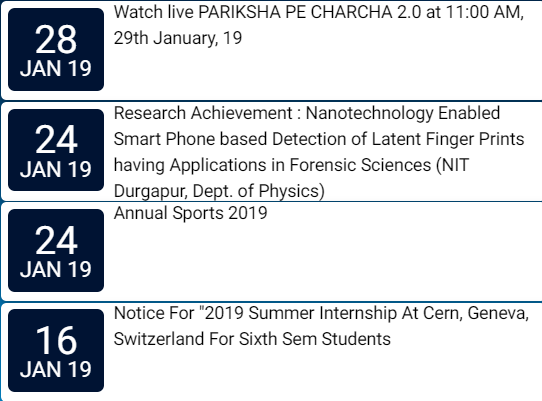 28
JAN 19
Watch live PARIKSHA PE CHARCHA 2.0 at 11:00 AM,
29th January, 19
24
JAN 19
Research Achievement : Nanotechnology Enabled
Smart Phone based Detection of Latent Finger Prints
having Applications in Forensic Sciences (NIT
Durgapur, Dept. of Physics)
24
JAN 19
Annual Sports 2019
16
JAN 19
Notice For "2019 Summer Internship At Cern, Geneva,
Switzerland For Sixth Sem Students